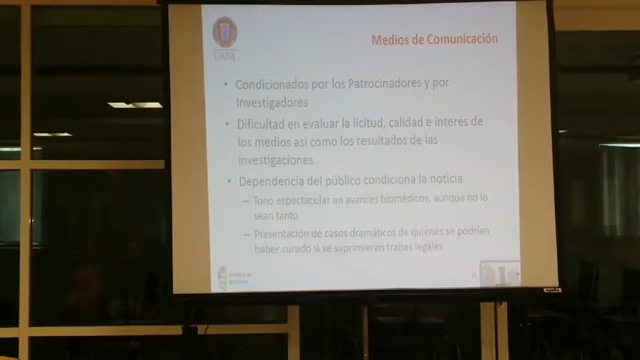 UANL
Medios de Comunicación
• Condicionados por los Patrocinadores y por
Investigadores
• Dificultad en evaluar la licitud, calidad e interés de
los medios asi como los resultados de las
investigaciones
• Dependencia del público condiciona la noticia
– Tono espectacular en avances biomédicos, aunque no lo
sean tanto
– Presentación de casos dramáticos de quienes se podrían
haber curado si se suprimieran trabas legales